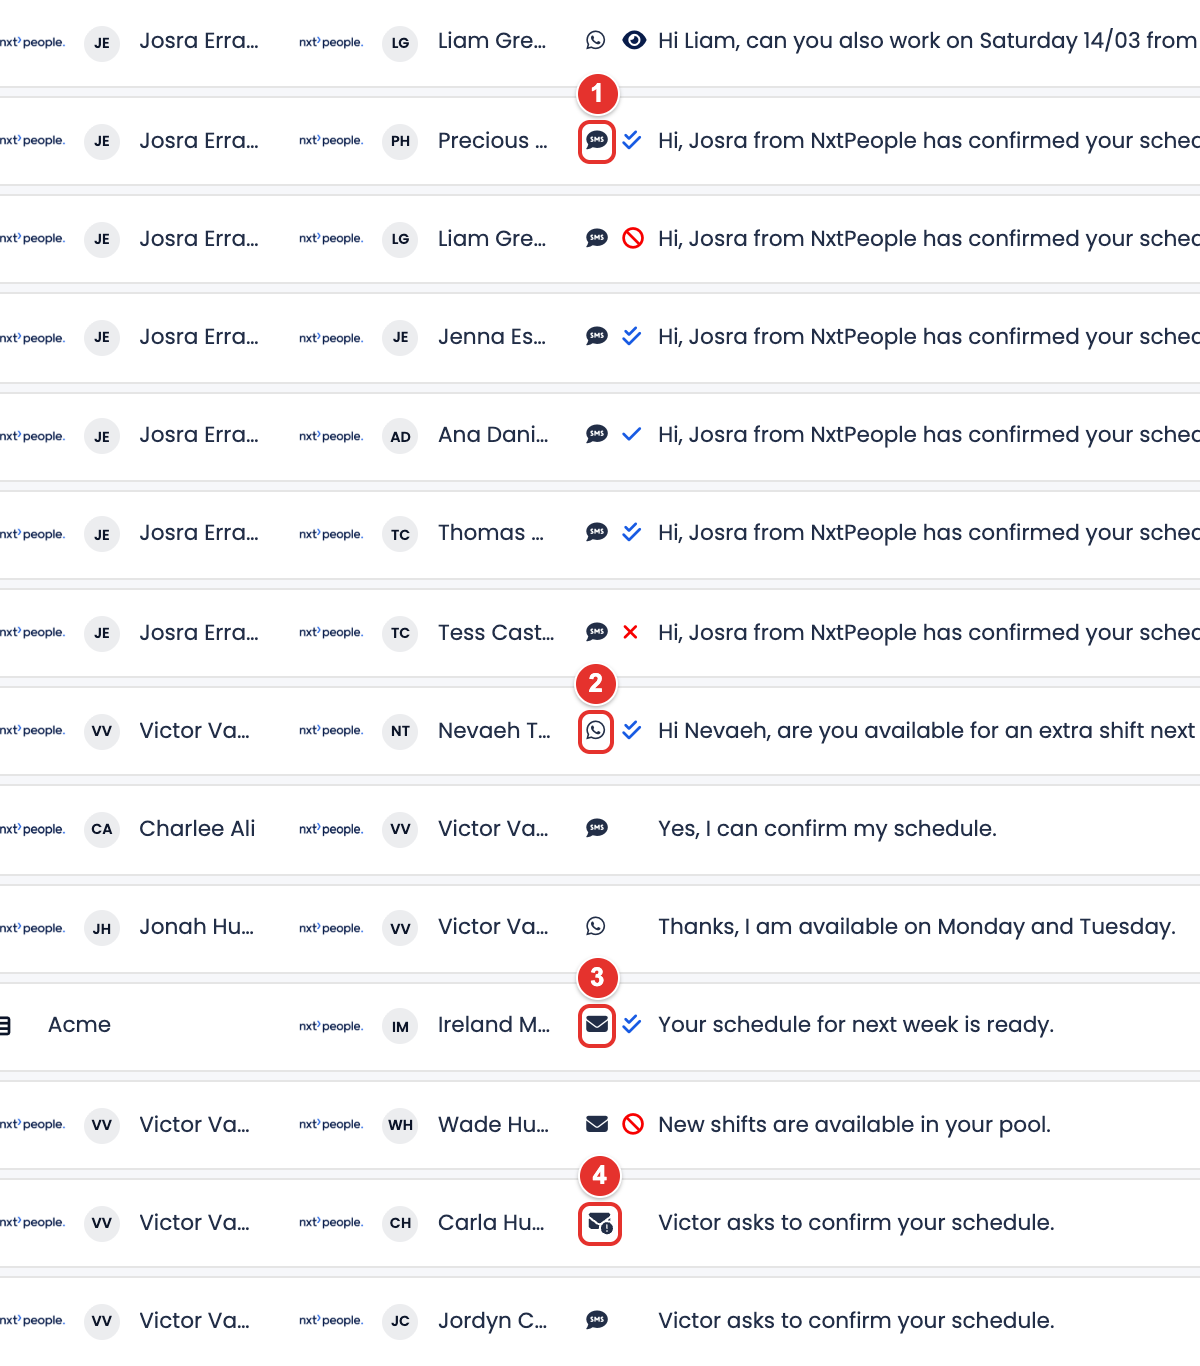 nxt people. JE Josra Erra... nxt people. LG Liam Gre... Hi Liam, can you also work on Saturday 14/03 from
1
nxt people. JE Josra Erra... nxt people. PH Precious ... SMS Hi, Josra from NxtPeople has confirmed your sched
nxt people. JE Josra Erra... nxt people. LG Liam Gre... SMS Hi, Josra from NxtPeople has confirmed your sched
nxt people. JE Josra Erra... nxt people. JE Jenna Es... SMS Hi, Josra from NxtPeople has confirmed your sched
nxt people. JE Josra Erra... nxt people. AD Ana Dani... SMS Hi, Josra from NxtPeople has confirmed your sched
nxt people. JE Josra Erra... nxt people. TC Thomas ... SMS Hi, Josra from NxtPeople has confirmed your sched
nxt people. JE Josra Erra... nxt people. TC Tess Cast... SMS Hi, Josra from NxtPeople has confirmed your sched
2
nxt people. VV Victor Va... nxt people. NT Nevaeh T... Hi Nevaeh, are you available for an extra shift next
nxt people. CA Charlee Ali nxt people. VV Victor Va... SMS Yes, I can confirm my schedule.
nxt people. JH Jonah Hu... nxt people. VV Victor Va... Thanks, I am available on Monday and Tuesday.
3
Acme nxt people. IM Ireland M... Your schedule for next week is ready.
nxt people. VV Victor Va... nxt people. WH Wade Hu... New shifts are available in your pool.
4
nxt people. VV Victor Va... nxt people. CH Carla Hu... Victor asks to confirm your schedule.
nxt people. VV Victor Va... nxt people. JC Jordyn C... SMS Victor asks to confirm your schedule.